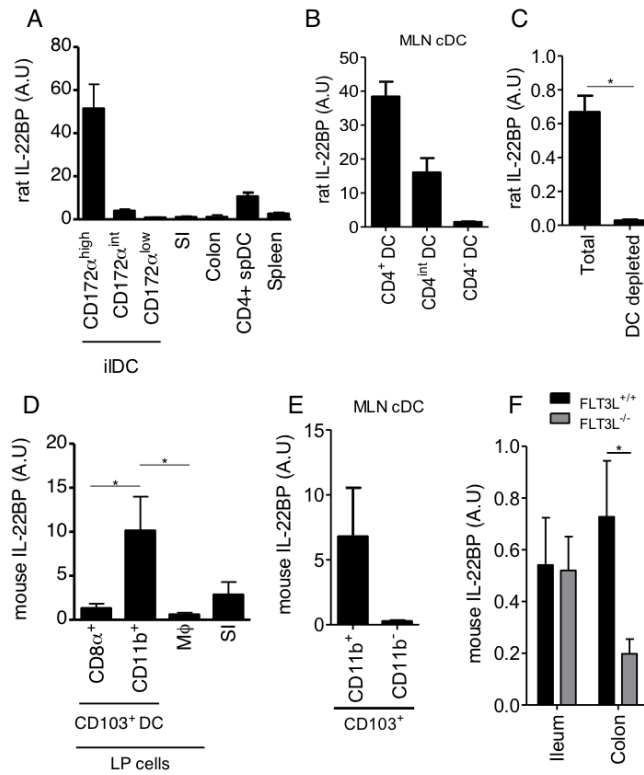 A
rat IL-22BP (A.U)
80
60
40
20
0
CD172α^high
CD172α^int
CD172α^low
SI
Colon
CD4+ spDC
Spleen
ilDC
B
MLN cDC
rat IL-22BP (A.U)
50
40
30
20
10
0
CD4⁺ DC
CD4^int DC
CD4⁻ DC
C
rat IL-22BP (A.U)
1.0
0.8
0.6
0.4
0.2
0.0
*
Total
DC depleted
D
mouse IL-22BP (A.U)
20
15
10
5
0
*
*
CD8α⁺
CD11b⁺
Mϕ
SI
CD103⁺ DC
LP cells
E
MLN cDC
mouse IL-22BP (A.U)
15
10
5
0
CD11b⁺
CD11b⁻
CD103⁺
F
FLT3L⁺/⁺
FLT3L⁻/⁻
mouse IL-22BP (A.U)
1.0
0.8
0.6
0.4
0.2
0.0
*
Ileum
Colon